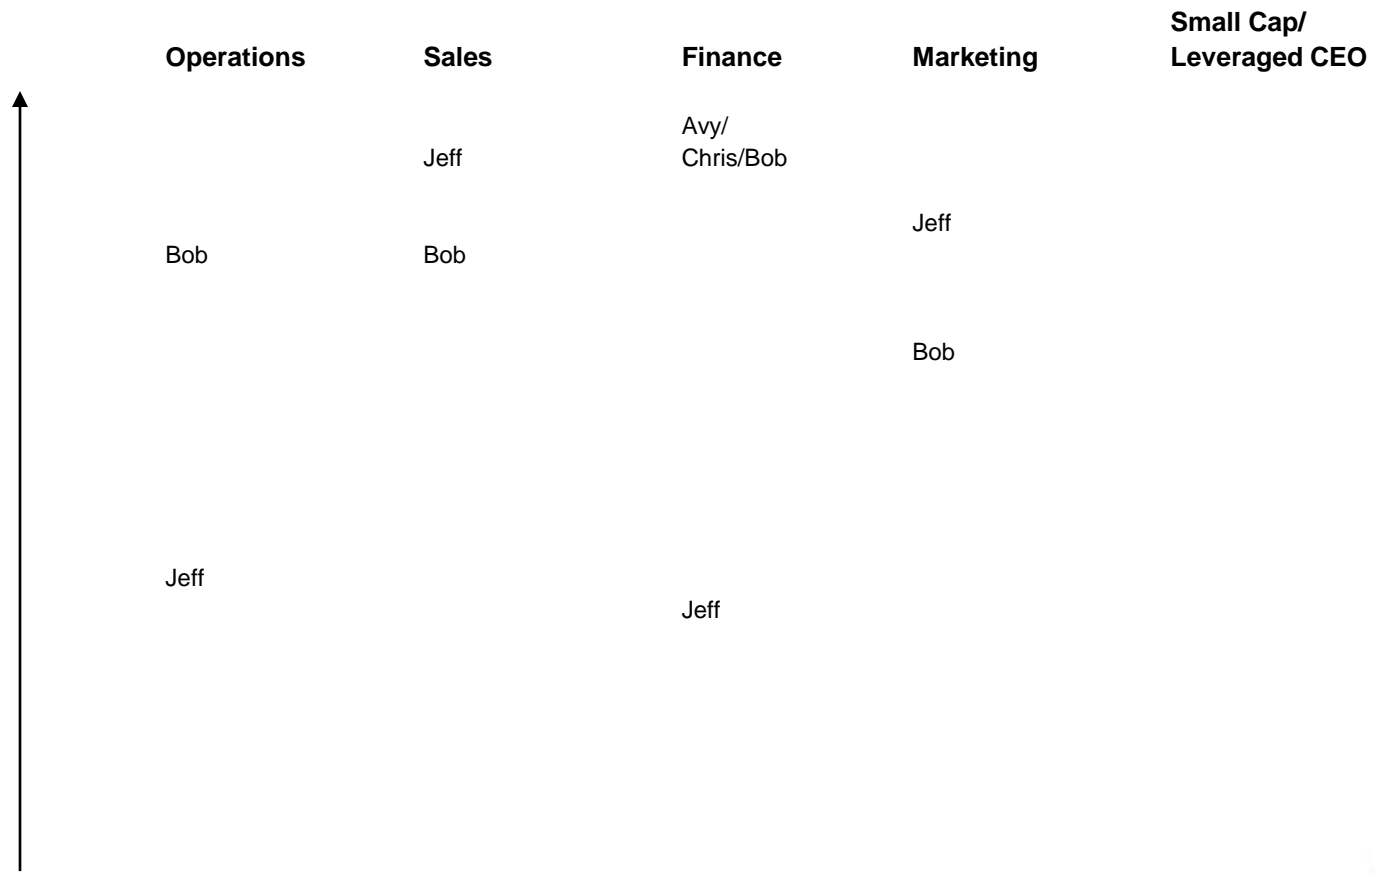 Small Cap/
Operations Sales Finance Marketing Leveraged CEO
Avy/
Jeff Chris/Bob
Jeff
Bob Bob
Bob
Jeff
Jeff